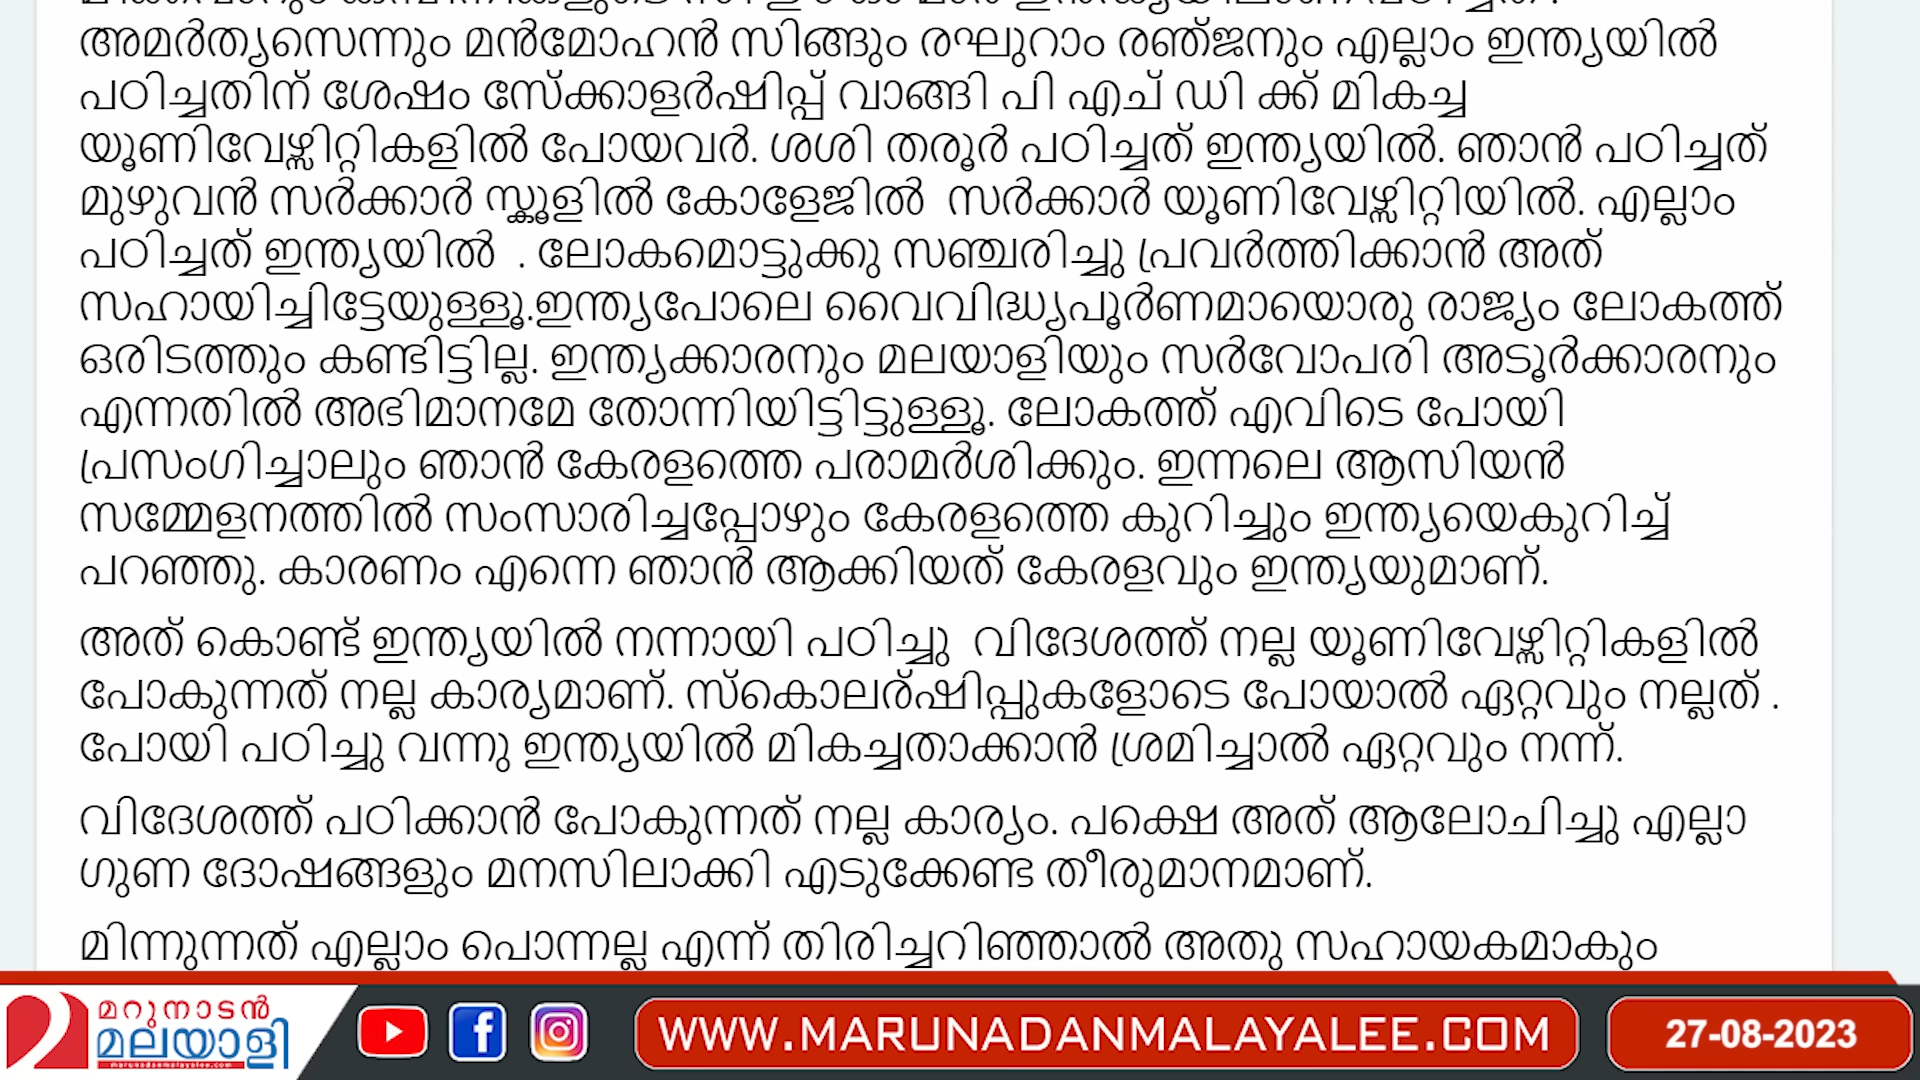 അമർത്യസെന്നും മൻമോഹൻ സിങ്ങും രഘുറാം രഞ്ജനും എല്ലാം ഇന്ത്യയിൽ
പഠിച്ചതിന് ശേഷം സ്ക്കോളർഷിപ്പ് വാങ്ങി പി എച് ഡി ക്ക് മികച്ച
യൂണിവേഴ്സിറ്റികളിൽ പോയവർ. ശശി തരൂർ പഠിച്ചത് ഇന്ത്യയിൽ. ഞാൻ പഠിച്ചത്
മുഴുവൻ സർക്കാർ സ്കൂളിൽ കോളേജിൽ സർക്കാർ യൂണിവേഴ്സിറ്റിയിൽ. എല്ലാം
പഠിച്ചത് ഇന്ത്യയിൽ . ലോകമൊട്ടുക്കു സഞ്ചരിച്ചു പ്രവർത്തിക്കാൻ അത്
സഹായിച്ചിട്ടേയുള്ളൂ.ഇന്ത്യപോലെ വൈവിദ്ധ്യപൂർണമായൊരു രാജ്യം ലോകത്ത്
ഒരിടത്തും കണ്ടിട്ടില്ല. ഇന്ത്യക്കാരനും മലയാളിയും സർവോപരി അടൂർക്കാരനും
എന്നതിൽ അഭിമാനമേ തോന്നിയിട്ടിട്ടുള്ളൂ. ലോകത്ത് എവിടെ പോയി
പ്രസംഗിച്ചാലും ഞാൻ കേരളത്തെ പരാമർശിക്കും. ഇന്നലെ ആസിയൻ
സമ്മേളനത്തിൽ സംസാരിച്ചപ്പോഴും കേരളത്തെ കുറിച്ചും ഇന്ത്യയെകുറിച്ച്
പറഞ്ഞു. കാരണം എന്നെ ഞാൻ ആക്കിയത് കേരളവും ഇന്ത്യയുമാണ്.
അത് കൊണ്ട് ഇന്ത്യയിൽ നന്നായി പഠിച്ചു വിദേശത്ത് നല്ല യൂണിവേഴ്സിറ്റികളിൽ
പോകുന്നത് നല്ല കാര്യമാണ്. സ്കൊലര്ഷിപ്പുകളോടെ പോയാൽ ഏറ്റവും നല്ലത് .
പോയി പഠിച്ചു വന്നു ഇന്ത്യയിൽ മികച്ചതാക്കാൻ ശ്രമിച്ചാൽ ഏറ്റവും നന്ന്.
വിദേശത്ത് പഠിക്കാൻ പോകുന്നത് നല്ല കാര്യം. പക്ഷെ അത് ആലോചിച്ചു എല്ലാ
ഗുണ ദോഷങ്ങളും മനസിലാക്കി എടുക്കേണ്ട തീരുമാനമാണ്.
മിന്നുന്നത് എല്ലാം പൊന്നല്ല എന്ന് തിരിച്ചറിഞ്ഞാൽ അതു സഹായകമാകും
മറുനാടൻ
മലയാളി
marunadanmalayalee.com
WWW.MARUNADANMALAYALEE.COM
27-08-2023